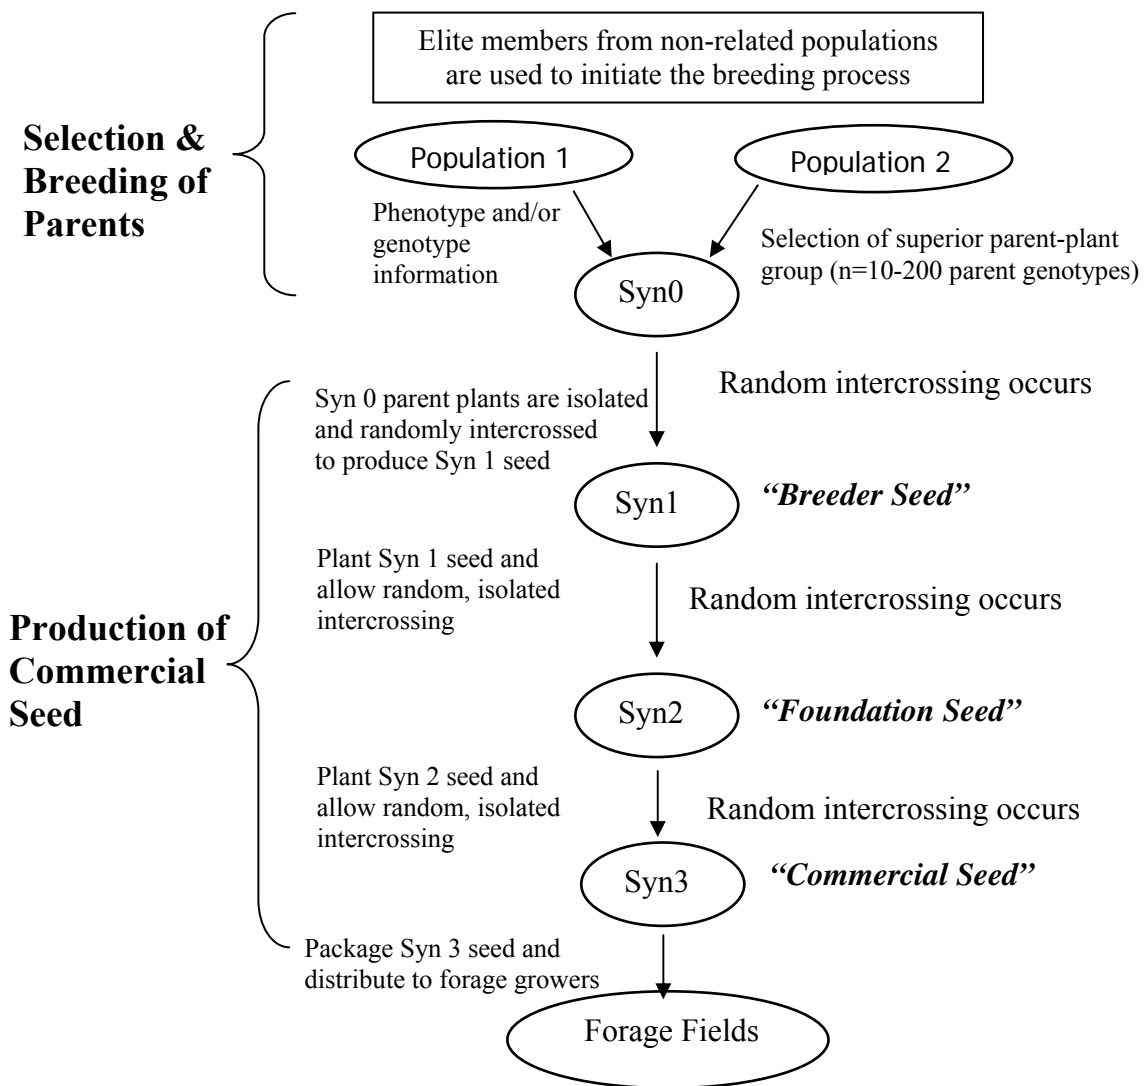 Elite members from non-related populations
are used to initiate the breeding process
Selection &
Breeding of
Parents
Population 1
Population 2
Phenotype and/or
genotype
information
Selection of superior parent-plant
group (n=10-200 parent genotypes)
Syn0
Random intercrossing occurs
Syn 0 parent plants are isolated
and randomly intercrossed
to produce Syn 1 seed
Syn1
“Breeder Seed”
Plant Syn 1 seed and
allow random, isolated
intercrossing
Random intercrossing occurs
Production of
Commercial
Seed
Syn2
“Foundation Seed”
Plant Syn 2 seed and
allow random, isolated
intercrossing
Random intercrossing occurs
Syn3
“Commercial Seed”
Package Syn 3 seed and
distribute to forage growers
Forage Fields